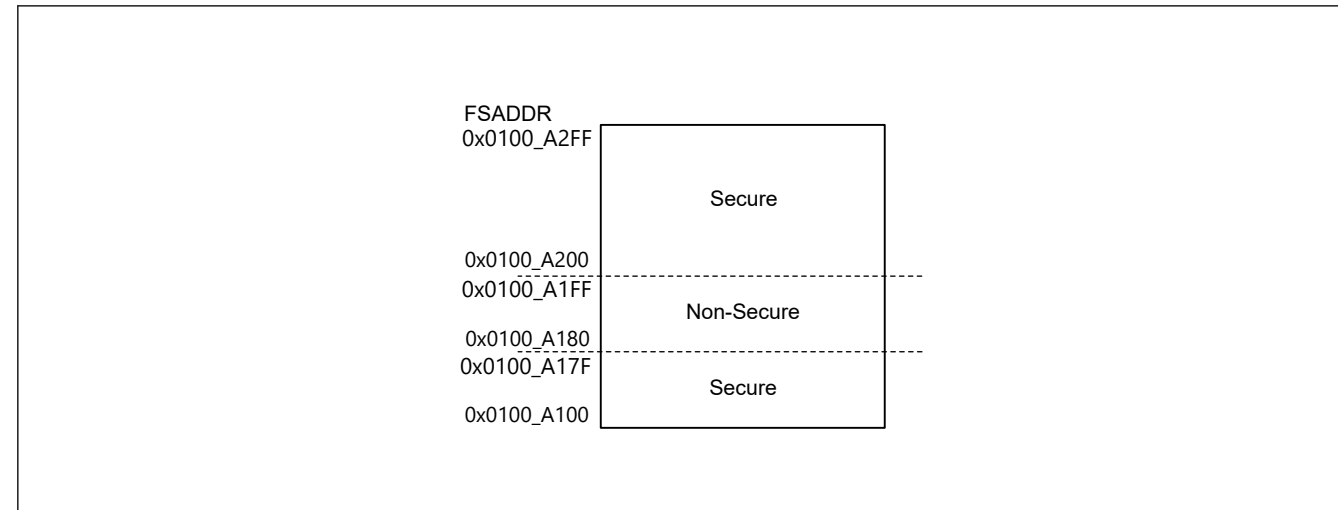 FSADDR
0x0100_A2FF
Secure
0x0100_A200
0x0100_A1FF
Non-Secure
0x0100_A180
0x0100_A17F
Secure
0x0100_A100